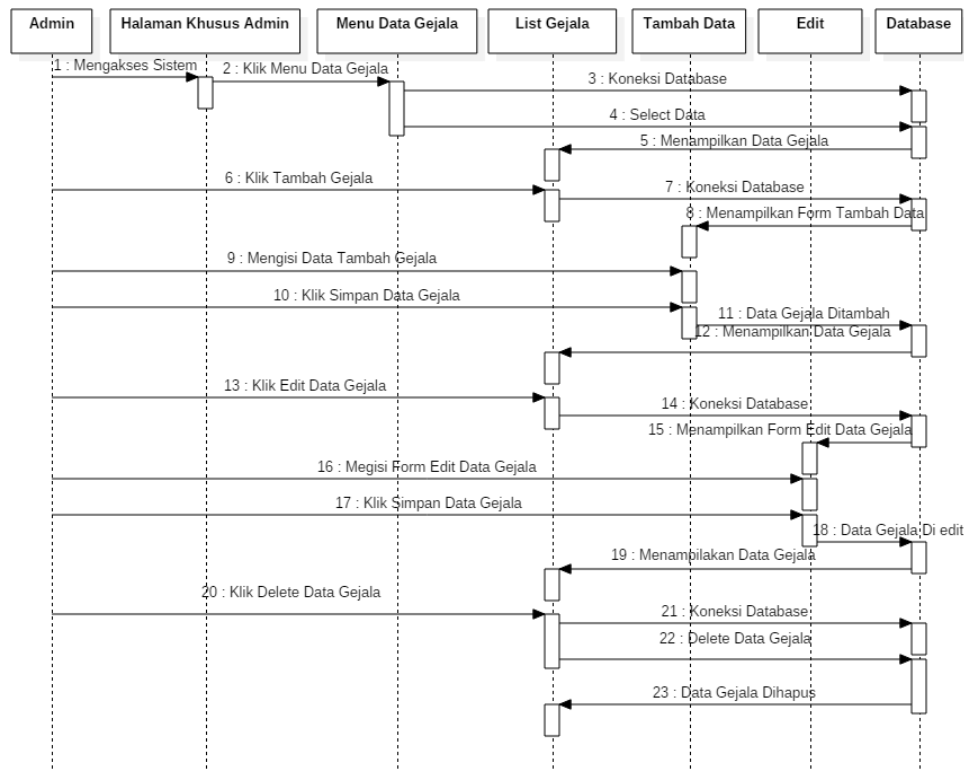 Admin
Halaman Khusus Admin
Menu Data Gejala
List Gejala
Tambah Data
Edit
Database
1 : Mengakses Sistem
2 : Klik Menu Data Gejala
3 : Koneksi Database
4 : Select Data
5 : Menampilkan Data Gejala
6 : Klik Tambah Gejala
7 : Koneksi Database
8 : Menampilkan Form Tambah Data
9 : Mengisi Data Tambah Gejala
10 : Klik Simpan Data Gejala
11 : Data Gejala Ditambah
12 : Menampilkan Data Gejala
13 : Klik Edit Data Gejala
14 : Koneksi Database
15 : Menampilkan Form Edit Data Gejala
16 : Megisi Form Edit Data Gejala
17 : Klik Simpan Data Gejala
18 : Data Gejala Di edit
19 : Menampilakan Data Gejala
20 : Klik Delete Data Gejala
21 : Koneksi Database
22 : Delete Data Gejala
23 : Data Gejala Dihapus